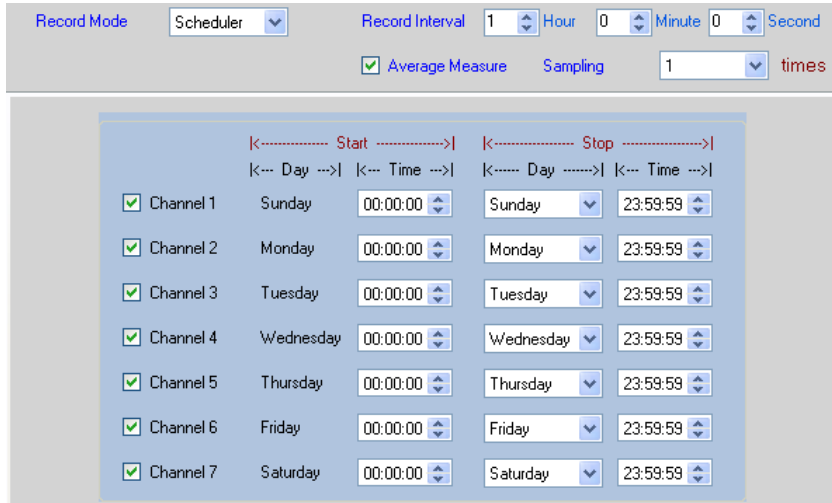 Record Mode Scheduler Record Interval 1 Hour 0 Minute 0 Second
Average Measure Sampling 1 times
|<--------------- Start --------------->| |<------------------ Stop ------------------>|
|<--- Day --->| |<--- Time --->| |<------ Day ------->| |<--- Time --->|
Channel 1 Sunday 00:00:00 Sunday 23:59:59
Channel 2 Monday 00:00:00 Monday 23:59:59
Channel 3 Tuesday 00:00:00 Tuesday 23:59:59
Channel 4 Wednesday 00:00:00 Wednesday 23:59:59
Channel 5 Thursday 00:00:00 Thursday 23:59:59
Channel 6 Friday 00:00:00 Friday 23:59:59
Channel 7 Saturday 00:00:00 Saturday 23:59:59